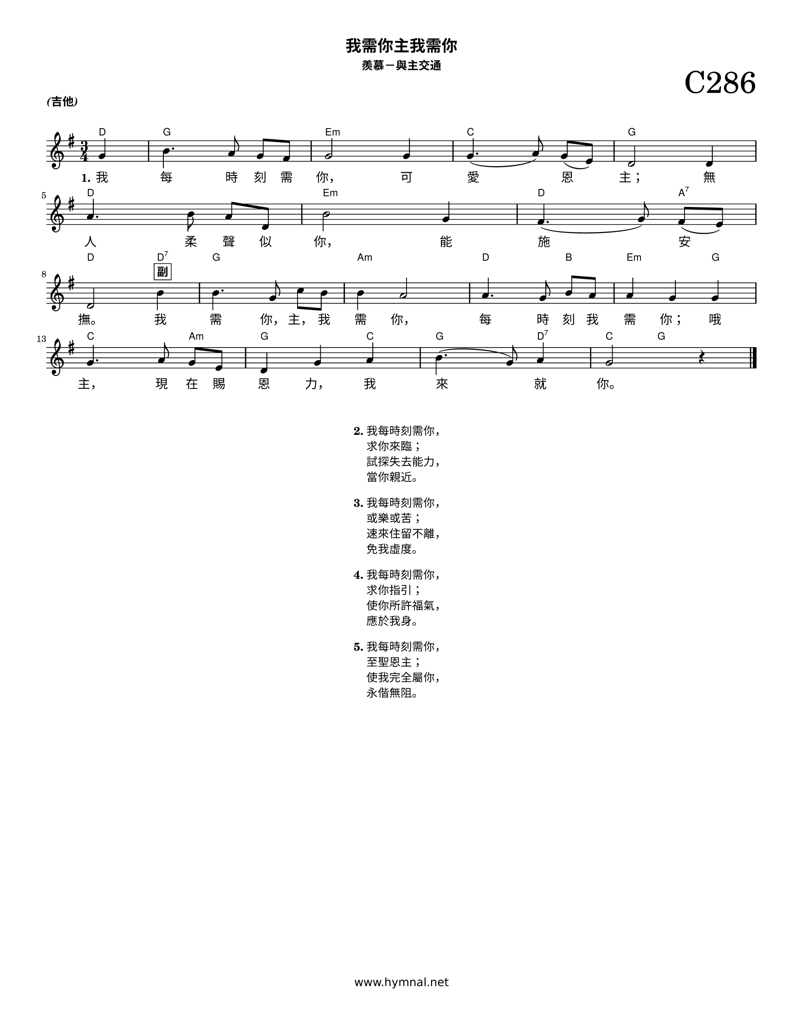 我需你主我需你
羨慕－與主交通
C286
(吉他)
D G Em C G
3
4
1. 我 每 時 刻 需 你， 可 愛 恩 主； 無
5 D Em D A7
人 柔 聲 似 你， 能 施 安
8 D D7 G Am D B Em G
副
撫。 我 需 你，主，我 需 你， 每 時 刻 我 需 你； 哦
13 C Am G C G D7 C G
主， 現 在 賜 恩 力， 我 來 就 你。
2. 我每時刻需你，
求你來臨；
試探失去能力，
當你親近。
3. 我每時刻需你，
或樂或苦；
速來住留不離，
免我虛度。
4. 我每時刻需你，
求你指引；
使你所許福氣，
應於我身。
5. 我每時刻需你，
至聖恩主；
使我完全屬你，
永偕無阻。
www.hymnal.net